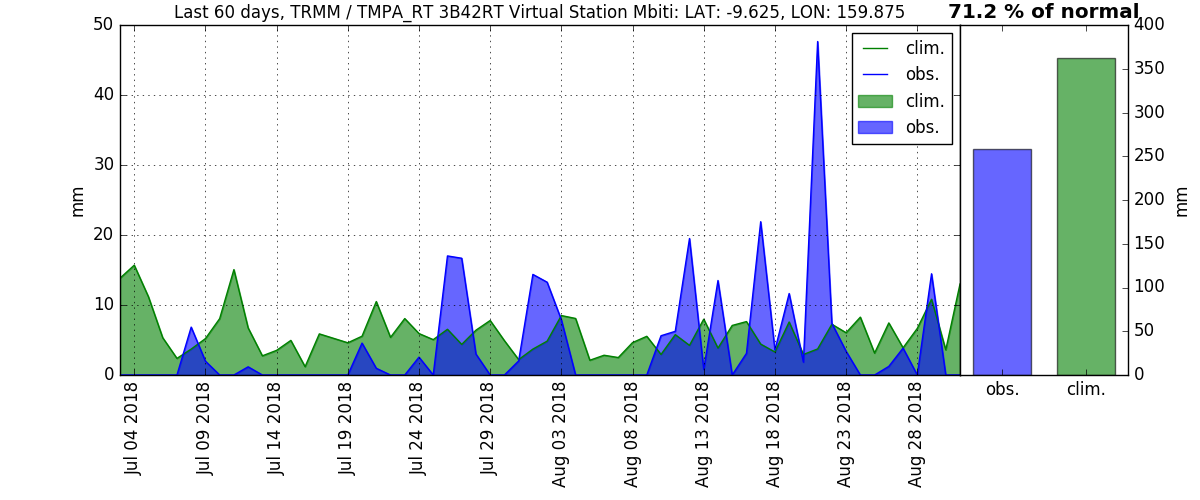 Last 60 days, TRMM / TMPA_RT 3B42RT Virtual Station Mbiti: LAT: -9.625, LON: 159.875
71.2 % of normal
50
40
30
20
10
0
mm
clim.
obs.
clim.
obs.
400
350
300
250
200
150
100
50
0
mm
obs.
clim.
Jul 04 2018
Jul 09 2018
Jul 14 2018
Jul 19 2018
Jul 24 2018
Jul 29 2018
Aug 03 2018
Aug 08 2018
Aug 13 2018
Aug 18 2018
Aug 23 2018
Aug 28 2018